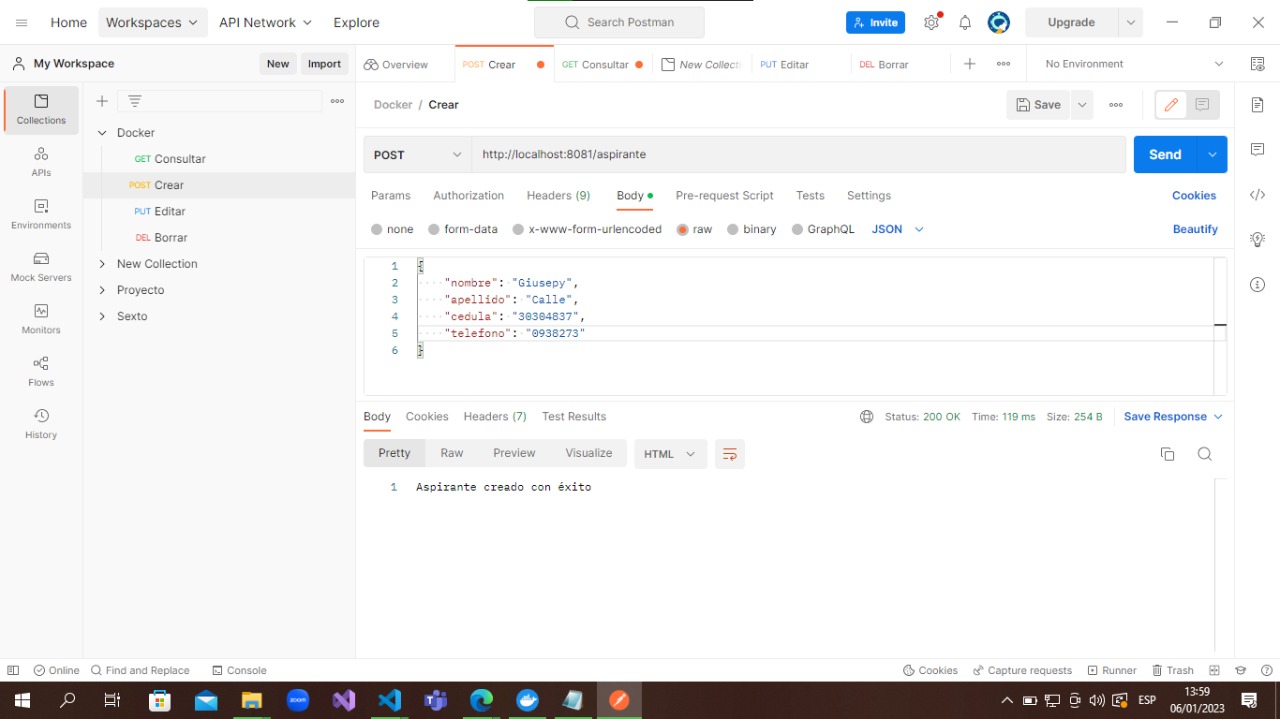 Home Workspaces API Network Explore Search Postman Invite Upgrade
My Workspace New Import Overview POST Crear GET Consultar New Collecti PUT Editar DEL Borrar No Environment
Collections
APIs
Environments
Mock Servers
Monitors
Flows
History
Docker
GET Consultar
POST Crear
PUT Editar
DEL Borrar
New Collection
Proyecto
Sexto
Docker / Crear Save
POST http://localhost:8081/aspirante Send
Params Authorization Headers (9) Body Pre-request Script Tests Settings Cookies
none form-data x-www-form-urlencoded raw binary GraphQL JSON Beautify
1 {
2 "nombre": "Giusepy",
3 "apellido": "Calle",
4 "cedula": "30304837",
5 "telefono": "0938273"
6 }
Body Cookies Headers (7) Test Results Status: 200 OK Time: 119 ms Size: 254 B Save Response
Pretty Raw Preview Visualize HTML
1 Aspirante creado con éxito
Online Find and Replace Console Cookies Capture requests Runner Trash
zoom ESP 13:59
06/01/2023